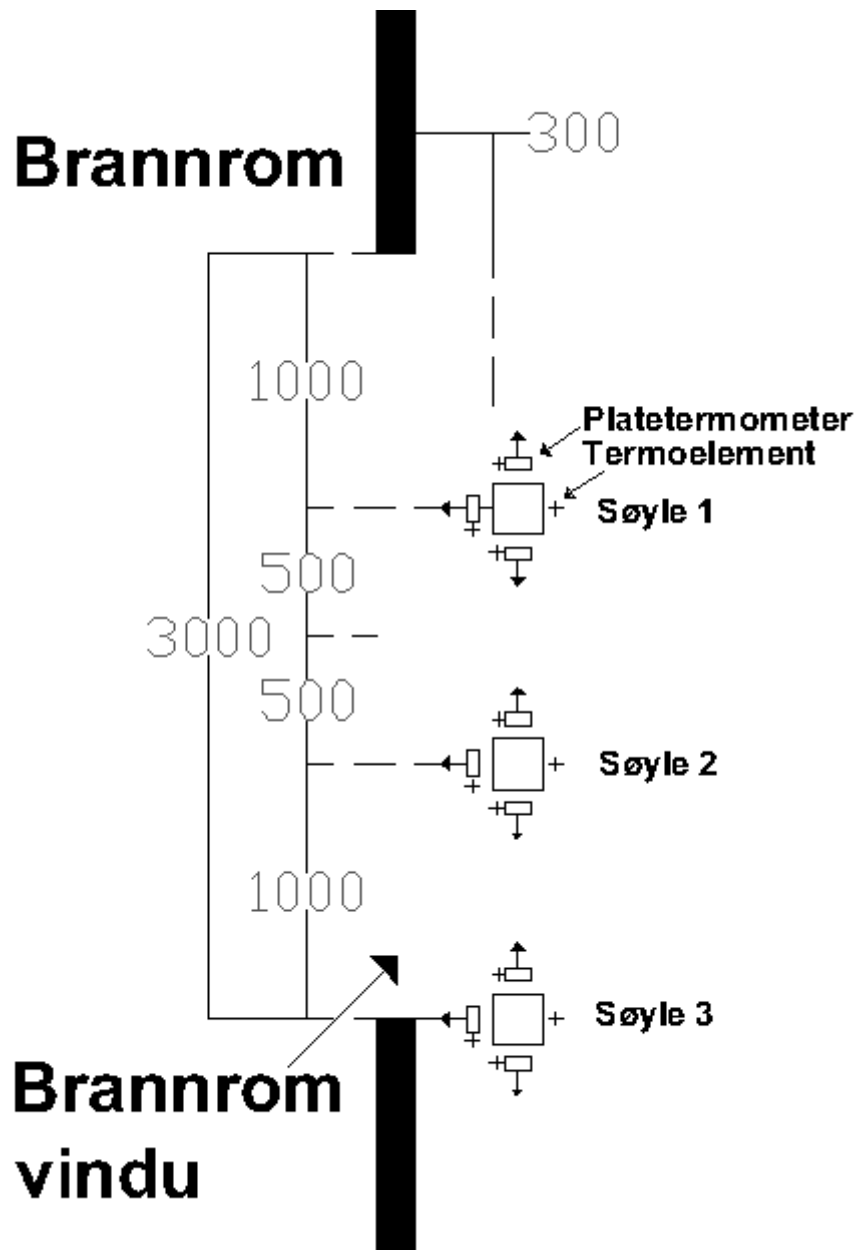 300
Brannrom
1000
Platetermometer
Termoelement
Søyle 1
500
3000
500
Søyle 2
1000
Søyle 3
Brannrom
vindu